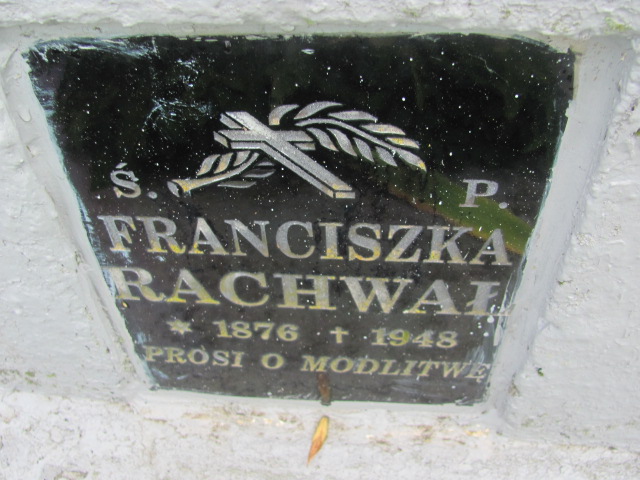 Ś. P.
FRANCISZKA
RACHWAŁ
* 1876 † 1948
PROSI O MODLITWĘ